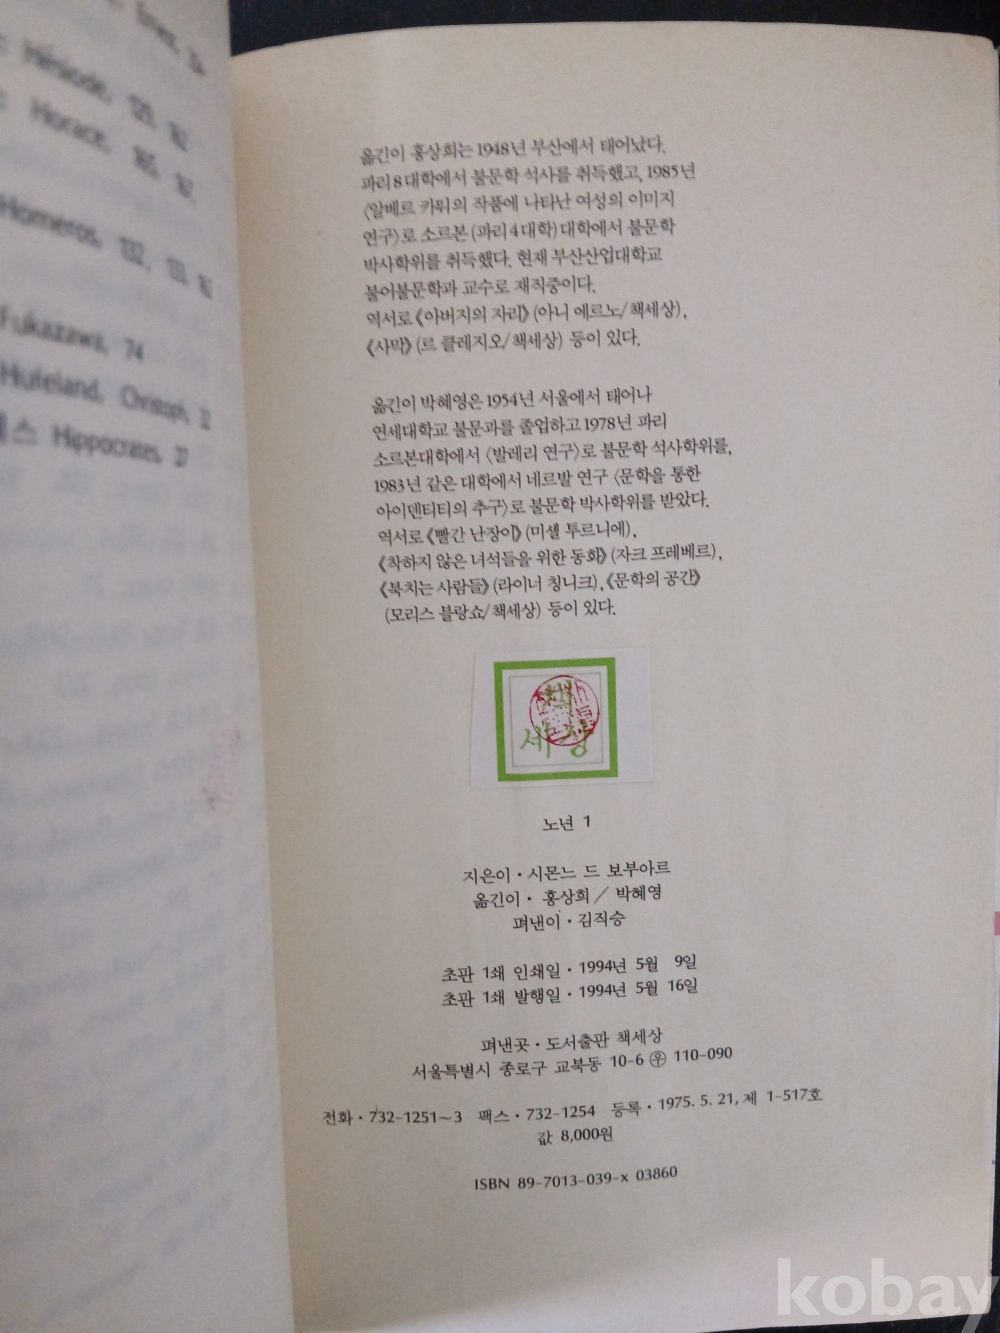 Hésiode, 129,
Horace, 165,
Homeros, 132,
Fukazawa, 74
Hufeland, Christoph,
Hippocrates, 27
옮긴이 홍상희는 1948년 부산에서 태어났다.
파리8대학에서 불문학 석사를 취득했고, 1985년
〈알베르 카뮈의 작품에 나타난 여성의 이미지
연구〉로 소르본(파리4대학)대학에서 불문학
박사학위를 취득했다. 현재 부산산업대학교
불어불문학과 교수로 재직중이다.
역서로 《아버지의 자리》(아니 에르노/책세상),
《사막》(르 클레지오/책세상) 등이 있다.
옮긴이 박혜영은 1954년 서울에서 태어나
연세대학교 불문과를 졸업하고 1978년 파리
소르본대학에서 〈발레리 연구〉로 불문학 석사학위를,
1983년 같은 대학에서 네르발 연구 〈문학을 통한
아이덴티티의 추구〉로 불문학 박사학위를 받았다.
역서로 《빨간 난장이》(미셸 투르니에),
《착하지 않은 녀석들을 위한 동화》(자크 프레베르),
《북치는 사람들》(라이너 칭니크), 《문학의 공간》
(모리스 블랑쇼/책세상) 등이 있다.
책
세상
노년 1
지은이·시몬느 드 보부아르
옮긴이·홍상희／박혜영
펴낸이·김직승
초판 1쇄 인쇄일·1994년 5월 9일
초판 1쇄 발행일·1994년 5월 16일
펴낸곳·도서출판 책세상
서울특별시 종로구 교북동 10-6 ㉾ 110-090
전화·732-1251~3 팩스·732-1254 등록·1975. 5. 21, 제 1-517호
값 8,000원
ISBN 89-7013-039-x 03860
kobay